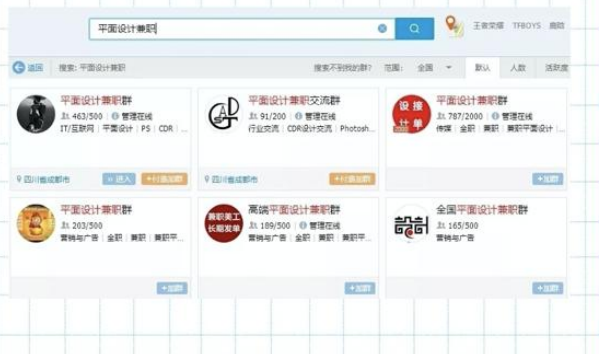 平面设计兼职
王者荣耀 TFBOYS 鹿晗
返回 搜索: 平面设计兼职 搜索不到我的群? 范围: 全国 默认 人数 活跃度
平面设计兼职群
463/500 管理在线
IT/互联网 | 平面设计 | PS | CDR | ...
四川省成都市 进入 +付费加群
平面设计兼职交流群
91/200 管理在线
行业交流 | CDR设计交流 | Photosh...
四川省成都市 +付费加群
设接
计单
平面设计兼职群
787/2000 管理在线
传媒 | 全职 | 兼职 | 兼职平面设计 | ...
+加群
平面设计兼职群
203/500
营销与广告 | 全职 | 兼职 | 兼职平...
+加群
兼职美工
长期发单
高端平面设计兼职群
189/500 管理在线
营销与广告 | 全职 | 兼职 | 兼职平...
+加群
全国平面设计兼职群
165/500
营销与广告
+加群